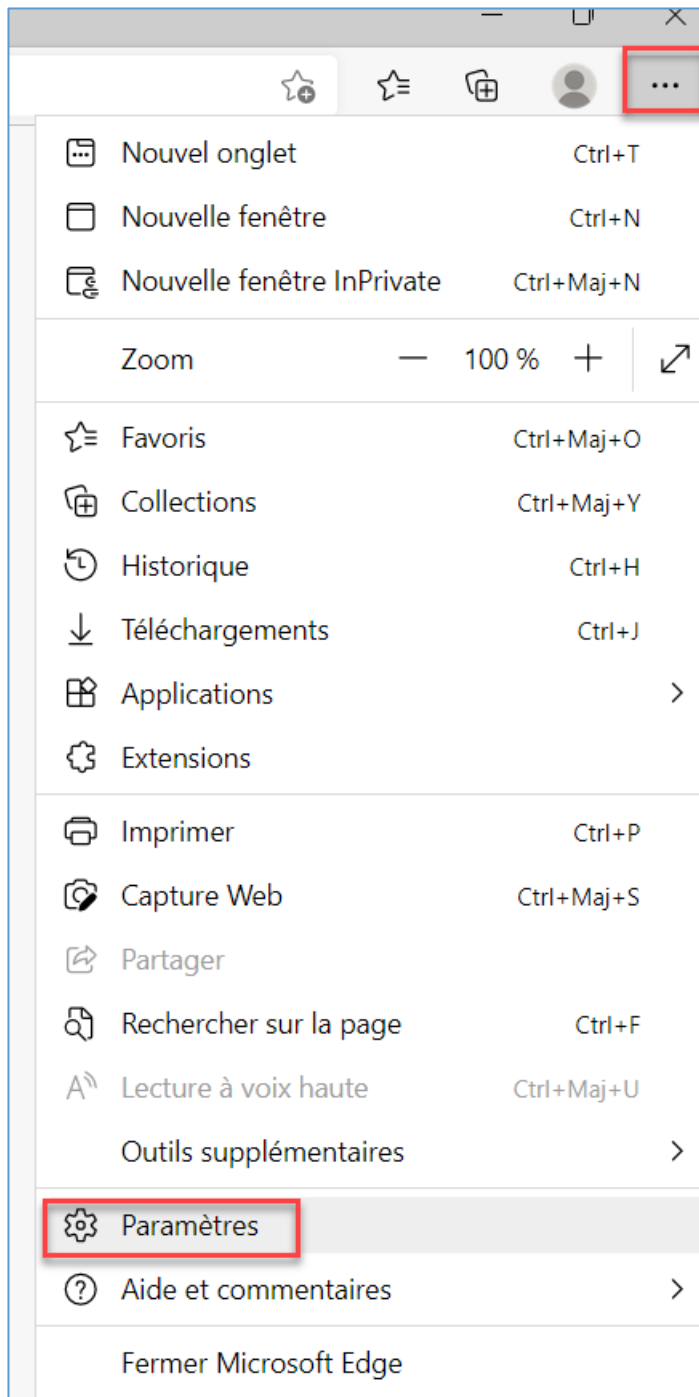 Nouvel onglet Ctrl+T
Nouvelle fenêtre Ctrl+N
Nouvelle fenêtre InPrivate Ctrl+Maj+N
Zoom — 100 % +
Favoris Ctrl+Maj+O
Collections Ctrl+Maj+Y
Historique Ctrl+H
Téléchargements Ctrl+J
Applications
Extensions
Imprimer Ctrl+P
Capture Web Ctrl+Maj+S
Partager
Rechercher sur la page Ctrl+F
Lecture à voix haute Ctrl+Maj+U
Outils supplémentaires
Paramètres
Aide et commentaires
Fermer Microsoft Edge